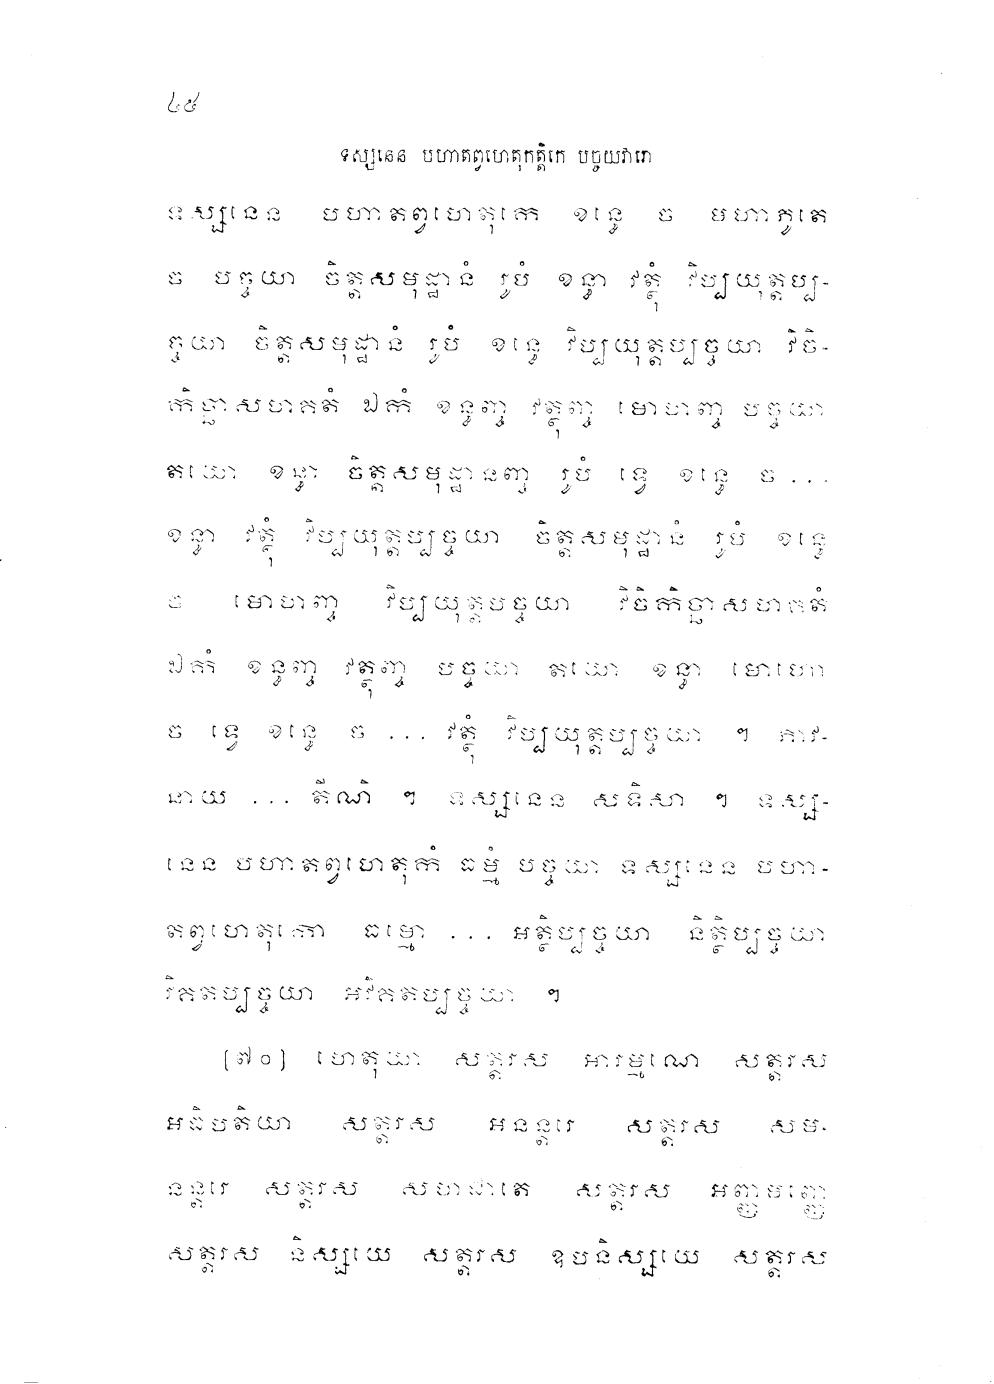 ៤៥
ទស្សនេន បហាតព្វហេតុកត្តិកេ បច្ចយវារោ
ទស្សនេន បហាតព្វហេតុកេ ខន្ធេ ច មហាភូតេ
ច បច្ចយា ចិត្តសមុដ្ឋានំ រូបំ ខន្ធា វត្ថុំ វិប្បយុត្តប្ប-
ច្ចយា ចិត្តសមុដ្ឋានំ រូបំ ខន្ធេ វិប្បយុត្តប្បច្ចយា វិចិ-
កិច្ឆាសហគតំ ឯកំ ខន្ធញ្ច វត្ថុញ្ច មោហញ្ច បច្ចយា
តយោ ខន្ធា ចិត្តសមុដ្ឋានញ្ច រូបំ ទ្វេ ខន្ធេ ច ...
ខន្ធា វត្ថុំ វិប្បយុត្តប្បច្ចយា ចិត្តសមុដ្ឋានំ រូបំ ខន្ធេ
ច មោហញ្ច វិប្បយុត្តបច្ចយា វិចិកិច្ឆាសហគតំ
ឯកំ ខន្ធញ្ច វត្ថុញ្ច បច្ចយា តយោ ខន្ធា មោហោ
ច ទ្វេ ខន្ធេ ច ... វត្ថុំ វិប្បយុត្តប្បច្ចយា ។ ភាវ-
នាយ ... តីណិ ។ ទស្សនេន សទិសា ។ ទស្ស-
នេន បហាតព្វហេតុកំ ធម្មំ បច្ចយា ទស្សនេន បហា-
តព្វហេតុកោ ធម្មោ ... អត្ថិប្បច្ចយា និត្ថិប្បច្ចយា
វិគតប្បច្ចយា អវិគតប្បច្ចយា ។
[៧០] ហេតុយា សត្តរស អារម្មណេ សត្តរស
អធិបតិយា សត្តរស អនន្តរេ សត្តរស សម-
នន្តរេ សត្តរស សហជាតេ សត្តរស អញ្ញមញ្ញេ
សត្តរស និស្សយេ សត្តរស ឧបនិស្សយេ សត្តរស